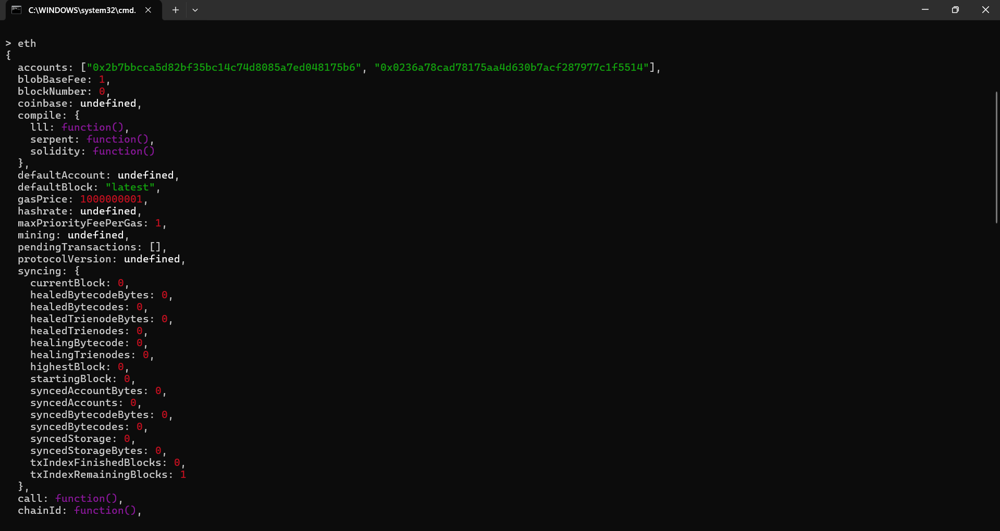 C:\WINDOWS\system32\cmd.
> eth
{
  accounts: ["0x2b7bbcca5d82bf35bc14c74d8085a7ed048175b6", "0x0236a78cad78175aa4d630b7acf287977c1f5514"],
  blobBaseFee: 1,
  blockNumber: 0,
  coinbase: undefined,
  compile: {
    lll: function(),
    serpent: function(),
    solidity: function()
  },
  defaultAccount: undefined,
  defaultBlock: "latest",
  gasPrice: 1000000001,
  hashrate: undefined,
  maxPriorityFeePerGas: 1,
  mining: undefined,
  pendingTransactions: [],
  protocolVersion: undefined,
  syncing: {
    currentBlock: 0,
    healedBytecodeBytes: 0,
    healedBytecodes: 0,
    healedTrienodeBytes: 0,
    healedTrienodes: 0,
    healingBytecode: 0,
    healingTrienodes: 0,
    highestBlock: 0,
    startingBlock: 0,
    syncedAccountBytes: 0,
    syncedAccounts: 0,
    syncedBytecodeBytes: 0,
    syncedBytecodes: 0,
    syncedStorage: 0,
    syncedStorageBytes: 0,
    txIndexFinishedBlocks: 0,
    txIndexRemainingBlocks: 1
  },
  call: function(),
  chainId: function(),